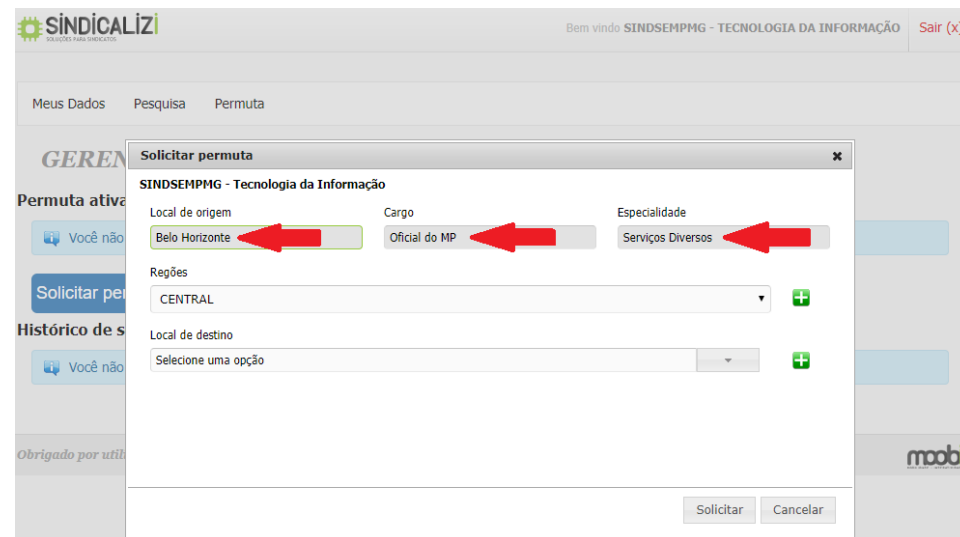 SINDICALIZI
SOLUÇÕES PARA SINDICATOS
Bem vindo SINDSEMPMG - TECNOLOGIA DA INFORMAÇÃO
Sair (x)
Meus Dados Pesquisa Permuta
GEREN
Solicitar permuta
SINDSEMPMG - Tecnologia da Informação
Permuta ativa
Local de origem Cargo Especialidade
Você não
Belo Horizonte Oficial do MP Serviços Diversos
Regões
Solicitar per
CENTRAL
Histórico de s
Local de destino
Você não
Selecione uma opção
Obrigado por utili
moobi
Solicitar Cancelar